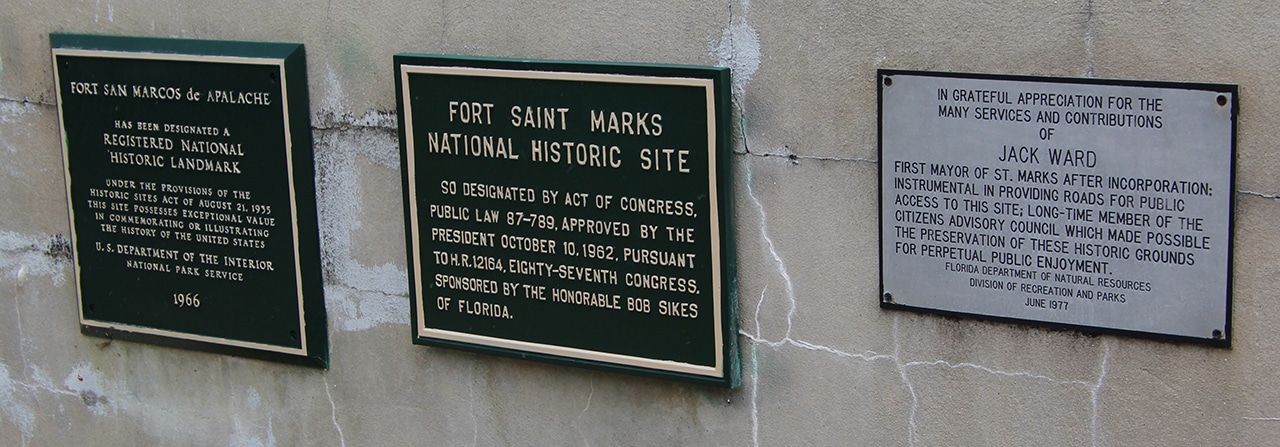 FORT SAN MARCOS de APALACHE
HAS BEEN DESIGNATED A
REGISTERED NATIONAL
HISTORIC LANDMARK
UNDER THE PROVISIONS OF THE
HISTORIC SITES ACT OF AUGUST 21, 1935
THIS SITE POSSESSES EXCEPTIONAL VALUE
IN COMMEMORATING OR ILLUSTRATING
THE HISTORY OF THE UNITED STATES
U.S. DEPARTMENT OF THE INTERIOR
NATIONAL PARK SERVICE
1966
FORT SAINT MARKS
NATIONAL HISTORIC SITE
SO DESIGNATED BY ACT OF CONGRESS,
PUBLIC LAW 87-789, APPROVED BY THE
PRESIDENT OCTOBER 10, 1962, PURSUANT
TO H.R. 12164, EIGHTY-SEVENTH CONGRESS,
SPONSORED BY THE HONORABLE BOB SIKES
OF FLORIDA.
IN GRATEFUL APPRECIATION FOR THE
MANY SERVICES AND CONTRIBUTIONS
OF
JACK WARD
FIRST MAYOR OF ST. MARKS AFTER INCORPORATION:
INSTRUMENTAL IN PROVIDING ROADS FOR PUBLIC
ACCESS TO THIS SITE; LONG-TIME MEMBER OF THE
CITIZENS ADVISORY COUNCIL WHICH MADE POSSIBLE
THE PRESERVATION OF THESE HISTORIC GROUNDS
FOR PERPETUAL PUBLIC ENJOYMENT.
FLORIDA DEPARTMENT OF NATURAL RESOURCES
DIVISION OF RECREATION AND PARKS
JUNE 1977